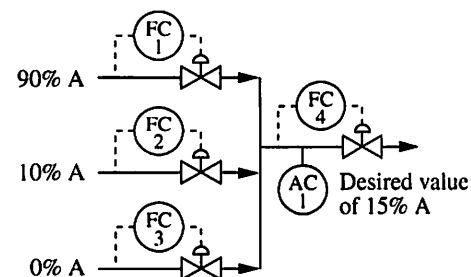 FC
1
90% A
FC
2
10% A
FC
3
0% A
FC
4
AC
1
Desired value
of 15% A